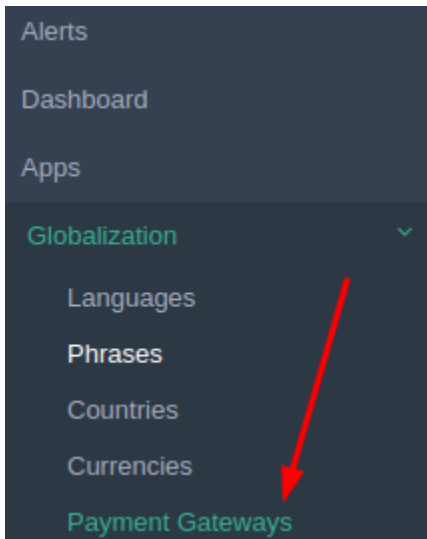 Alerts
Dashboard
Apps
Globalization
Languages
Phrases
Countries
Currencies
Payment Gateways